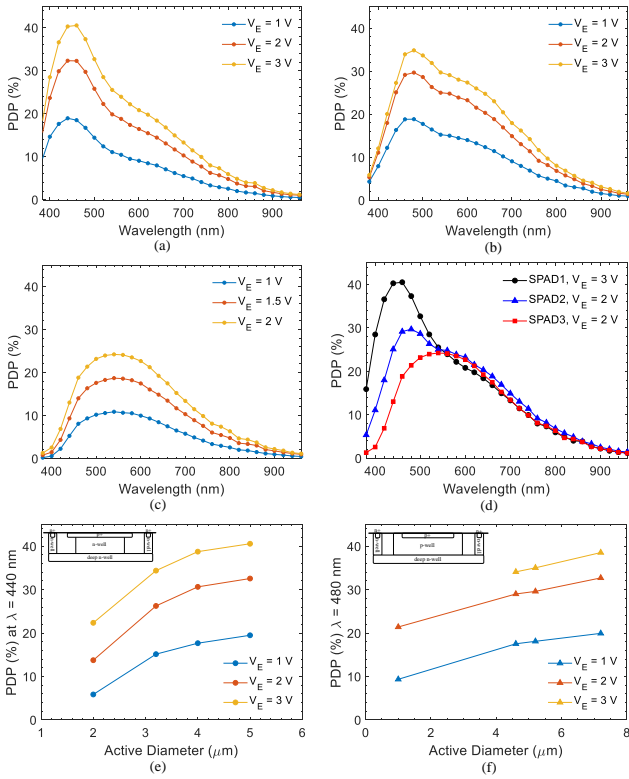 V_E = 1 V
V_E = 2 V
V_E = 3 V
PDP (%)
0
10
20
30
40
400 500 600 700 800 900
Wavelength (nm)
(a)
V_E = 1 V
V_E = 2 V
V_E = 3 V
PDP (%)
0
10
20
30
40
400 500 600 700 800 900
Wavelength (nm)
(b)
V_E = 1 V
V_E = 1.5 V
V_E = 2 V
PDP (%)
0
10
20
30
40
400 500 600 700 800 900
Wavelength (nm)
(c)
SPAD1, V_E = 3 V
SPAD2, V_E = 2 V
SPAD3, V_E = 2 V
PDP (%)
0
10
20
30
40
400 500 600 700 800 900
Wavelength (nm)
(d)
n-well
deep n-well
V_E = 1 V
V_E = 2 V
V_E = 3 V
PDP (%) at λ = 440 nm
0
10
20
30
40
1 2 3 4 5 6
Active Diameter (μm)
(e)
p-well
deep n-well
V_E = 1 V
V_E = 2 V
V_E = 3 V
PDP (%) λ = 480 nm
0
10
20
30
40
0 2 4 6 8
Active Diameter (μm)
(f)